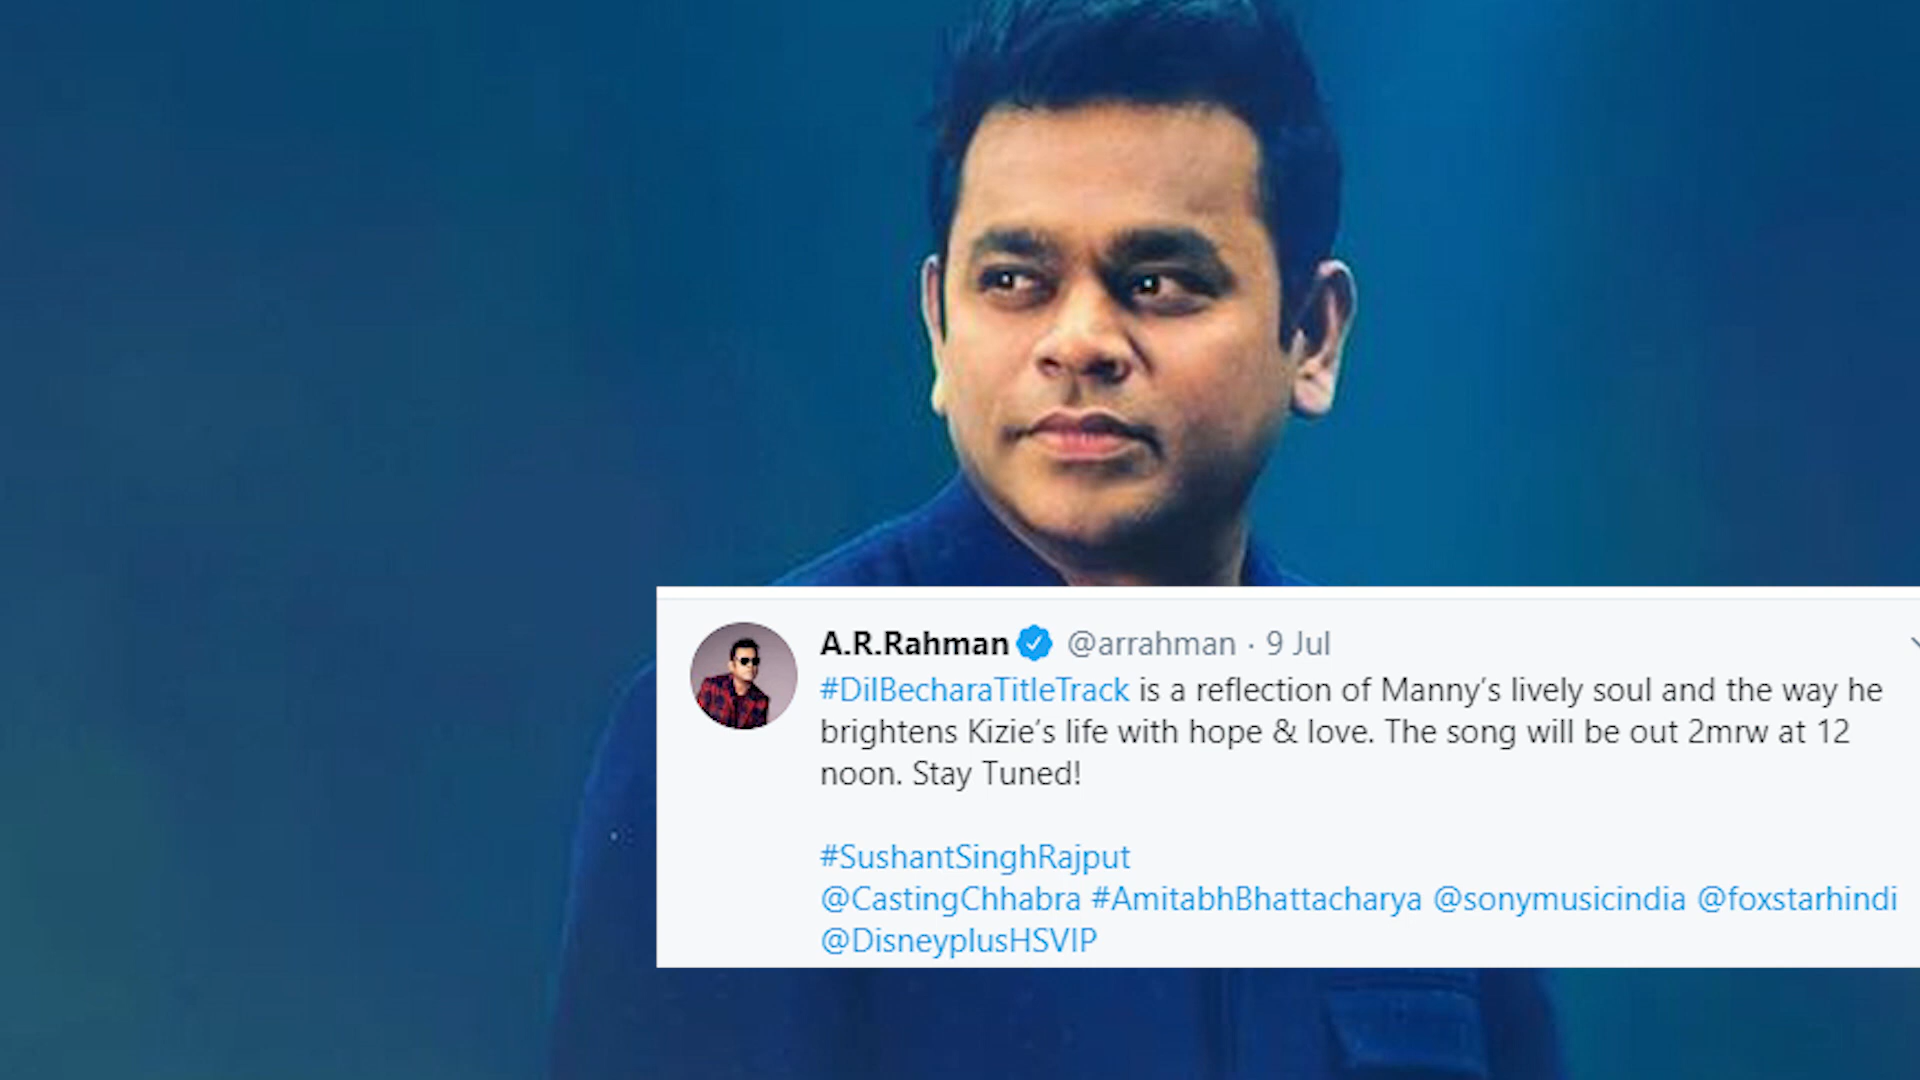 A.R.Rahman @arrahman · 9 Jul
#DilBecharaTitleTrack is a reflection of Manny’s lively soul and the way he
brightens Kizie’s life with hope & love. The song will be out 2mrw at 12
noon. Stay Tuned!
#SushantSinghRajput
@CastingChhabra #AmitabhBhattacharya @sonymusicindia @foxstarhindi
@DisneyplusHSVIP